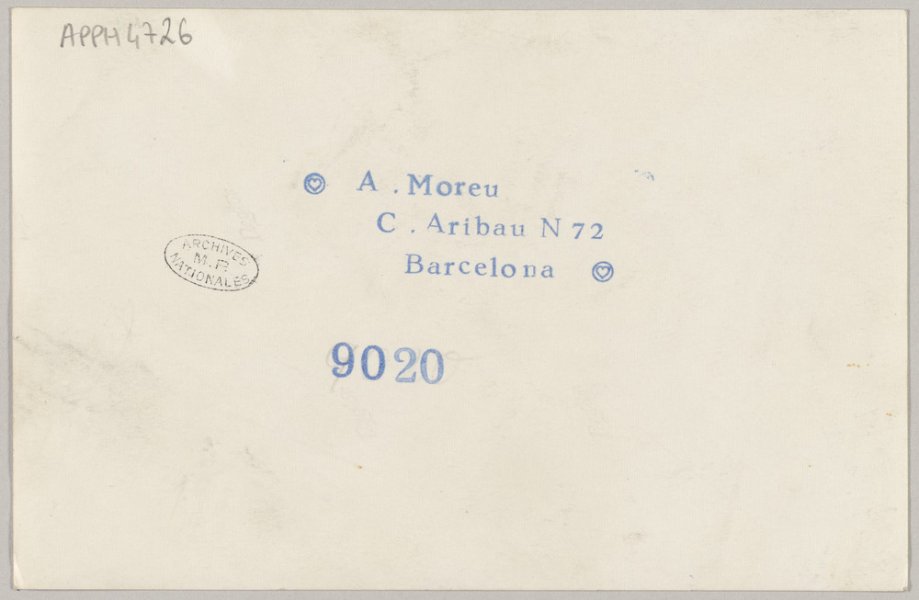 APPH4726
A . Moreu
C . Aribau N 72
Barcelona
ARCHIVES
M. R
NATIONALES
9020